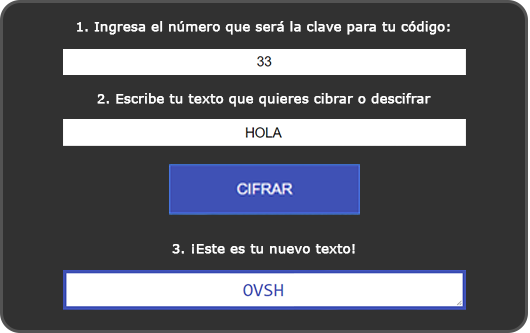 1. Ingresa el número que será la clave para tu código:
33
2. Escribe tu texto que quieres cibrar o descifrar
HOLA
CIFRAR
3. ¡Este es tu nuevo texto!
OVSH